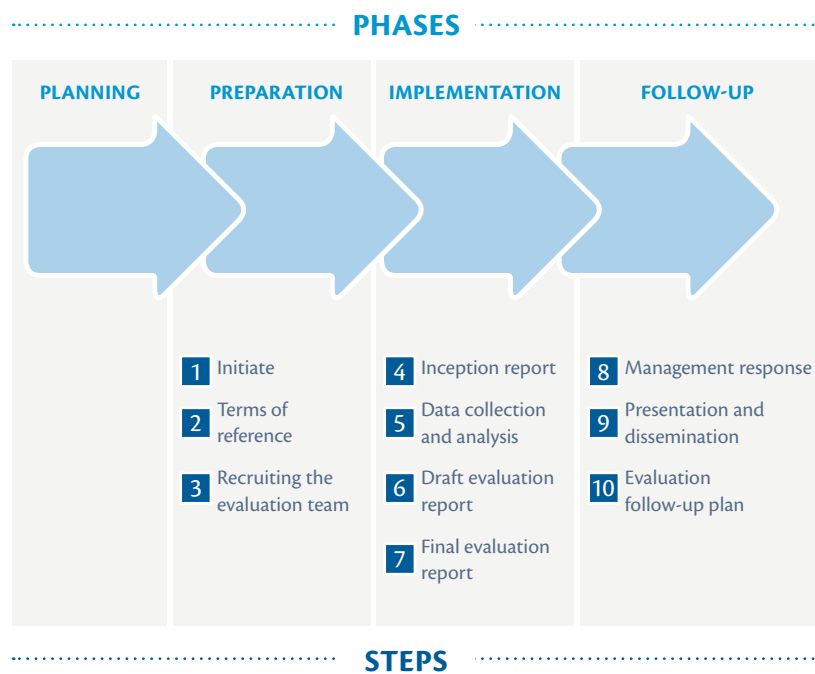 PHASES
PLANNING
PREPARATION
IMPLEMENTATION
FOLLOW-UP
1 Initiate
2 Terms of
reference
3 Recruiting the
evaluation team
4 Inception report
5 Data collection
and analysis
6 Draft evaluation
report
7 Final evaluation
report
8 Management response
9 Presentation and
dissemination
10 Evaluation
follow-up plan
STEPS